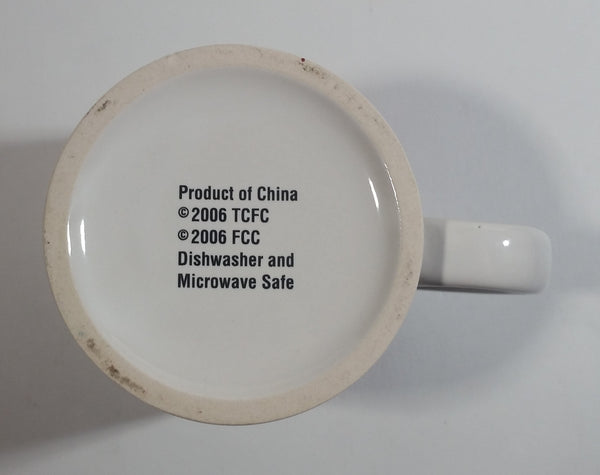 Product of China
©2006 TCFC
©2006 FCC
Dishwasher and
Microwave Safe